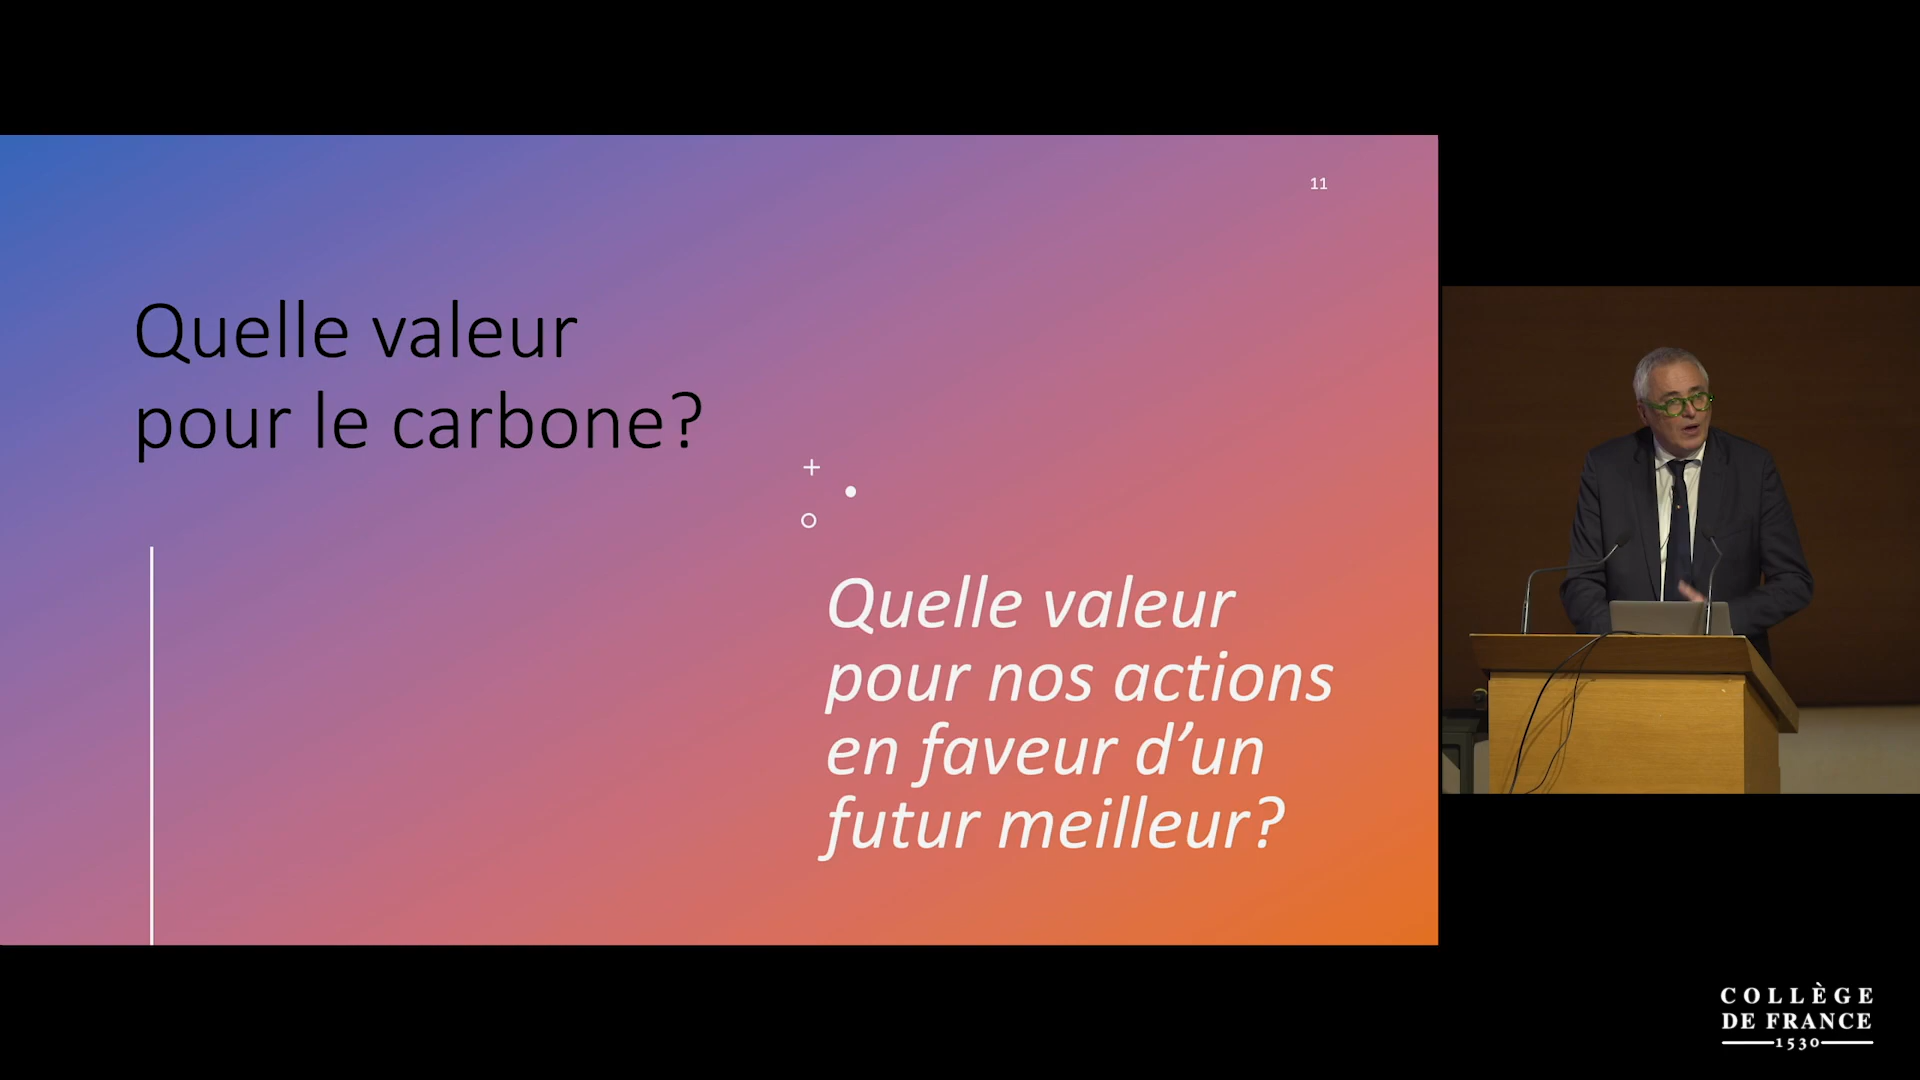 11
Quelle valeur
pour le carbone?
Quelle valeur
pour nos actions
en faveur d’un
futur meilleur?
COLLÈGE
DE FRANCE
1530